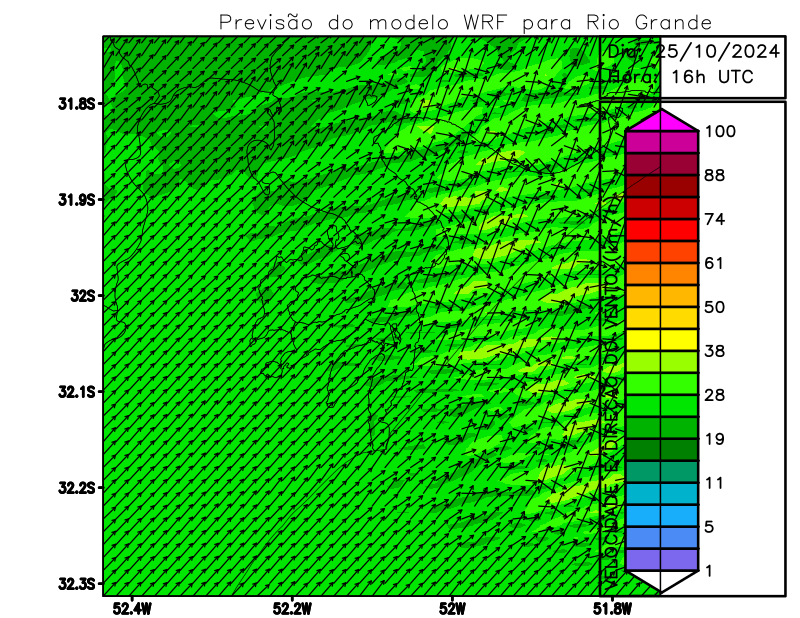 Previsão do modelo WRF para Rio Grande
Dia: 25/10/2024
Hora: 16h UTC
31.8S
31.9S
32S
32.1S
32.2S
32.3S
52.4W
52.2W
52W
51.8W
VELOCIDADE E DIREÇÃO DO VENTO (km/h)
100
88
74
61
50
38
28
19
11
5
1